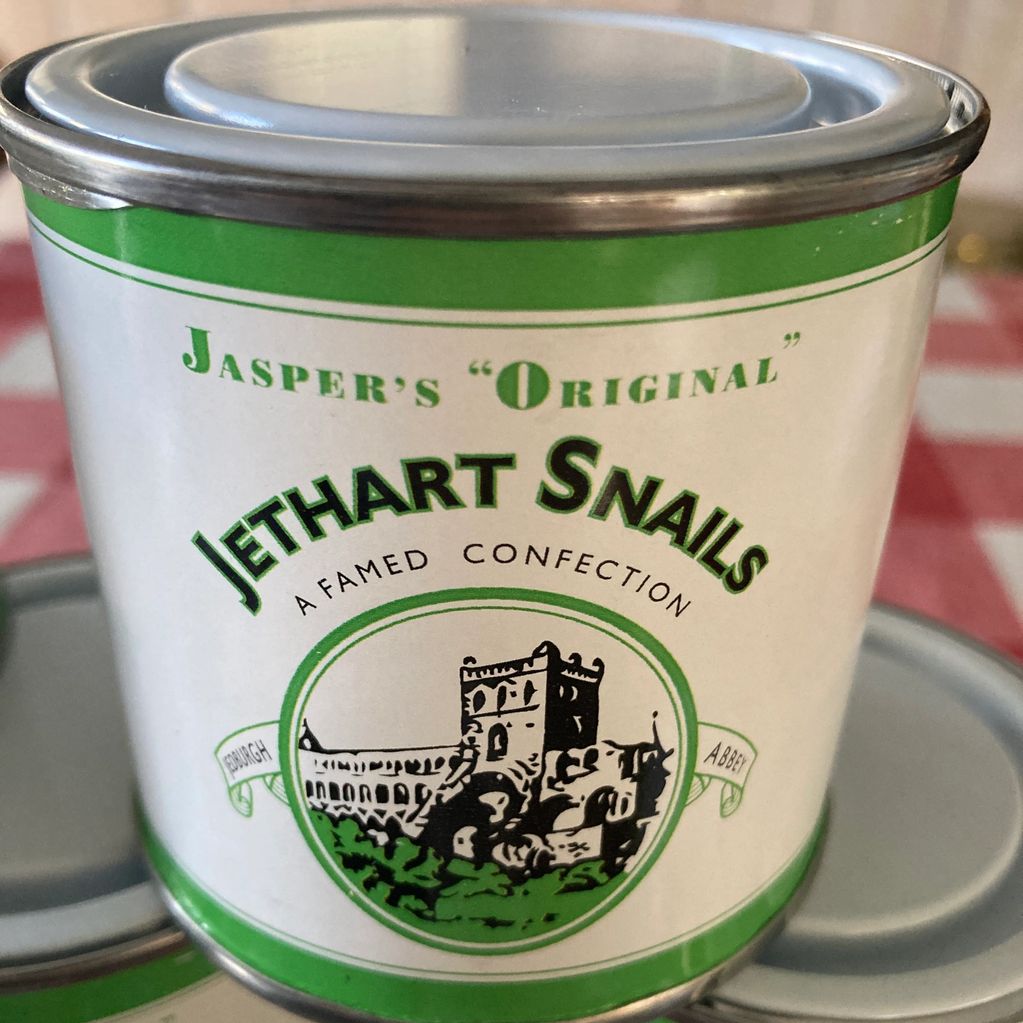 JASPER'S “ORIGINAL”
JETHART SNAILS
A FAMED CONFECTION
JEDBURGH ABBEY